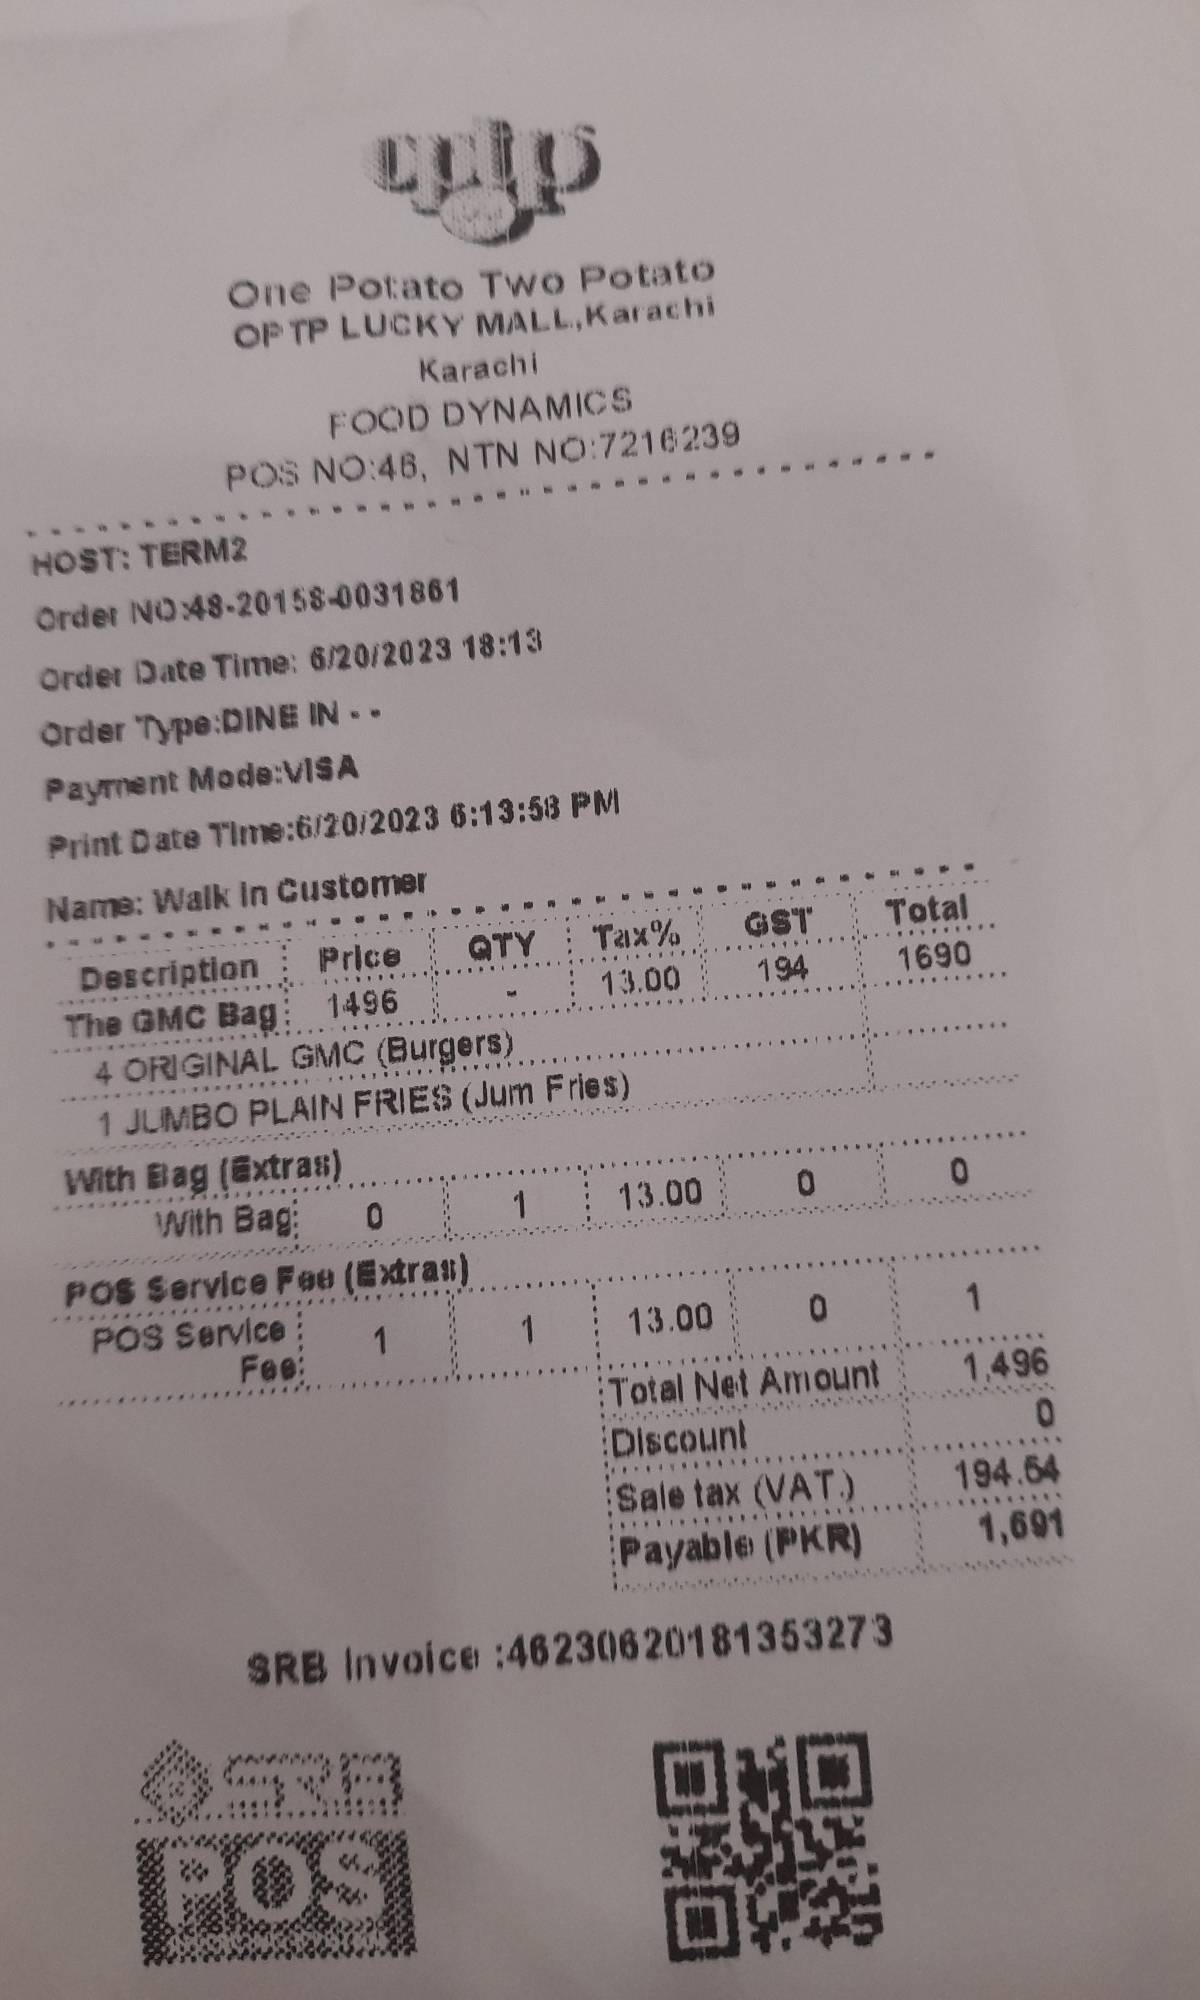 optp
One Potato Two Potato
OPTP LUCKY MALL,Karachi
Karachi
FOOD DYNAMICS
POS NO:46, NTN NO:7216239
HOST: TERM2
Order NO:48-20158-0031861
Order Date Time: 6/20/2023 18:13
Order Type:DINE IN - -
Payment Mode:VISA
Print Date Time:6/20/2023 6:13:58 PM
Name: Walk in Customer
Description Price QTY Tax% GST Total
The GMC Bag 1496 - 13.00 194 1690
4 ORIGINAL GMC (Burgers)
1 JUMBO PLAIN FRIES (Jum Fries)
With Bag (Extras)
With Bag: 0 1 13.00 0 0
POS Service Fee (Extras)
POS Service Fee: 1 1 13.00 0 1
Total Net Amount 1,496
Discount 0
Sale tax (VAT.) 194.54
Payable (PKR) 1,691
SRB Invoice :46230620181353273
SRB
POS